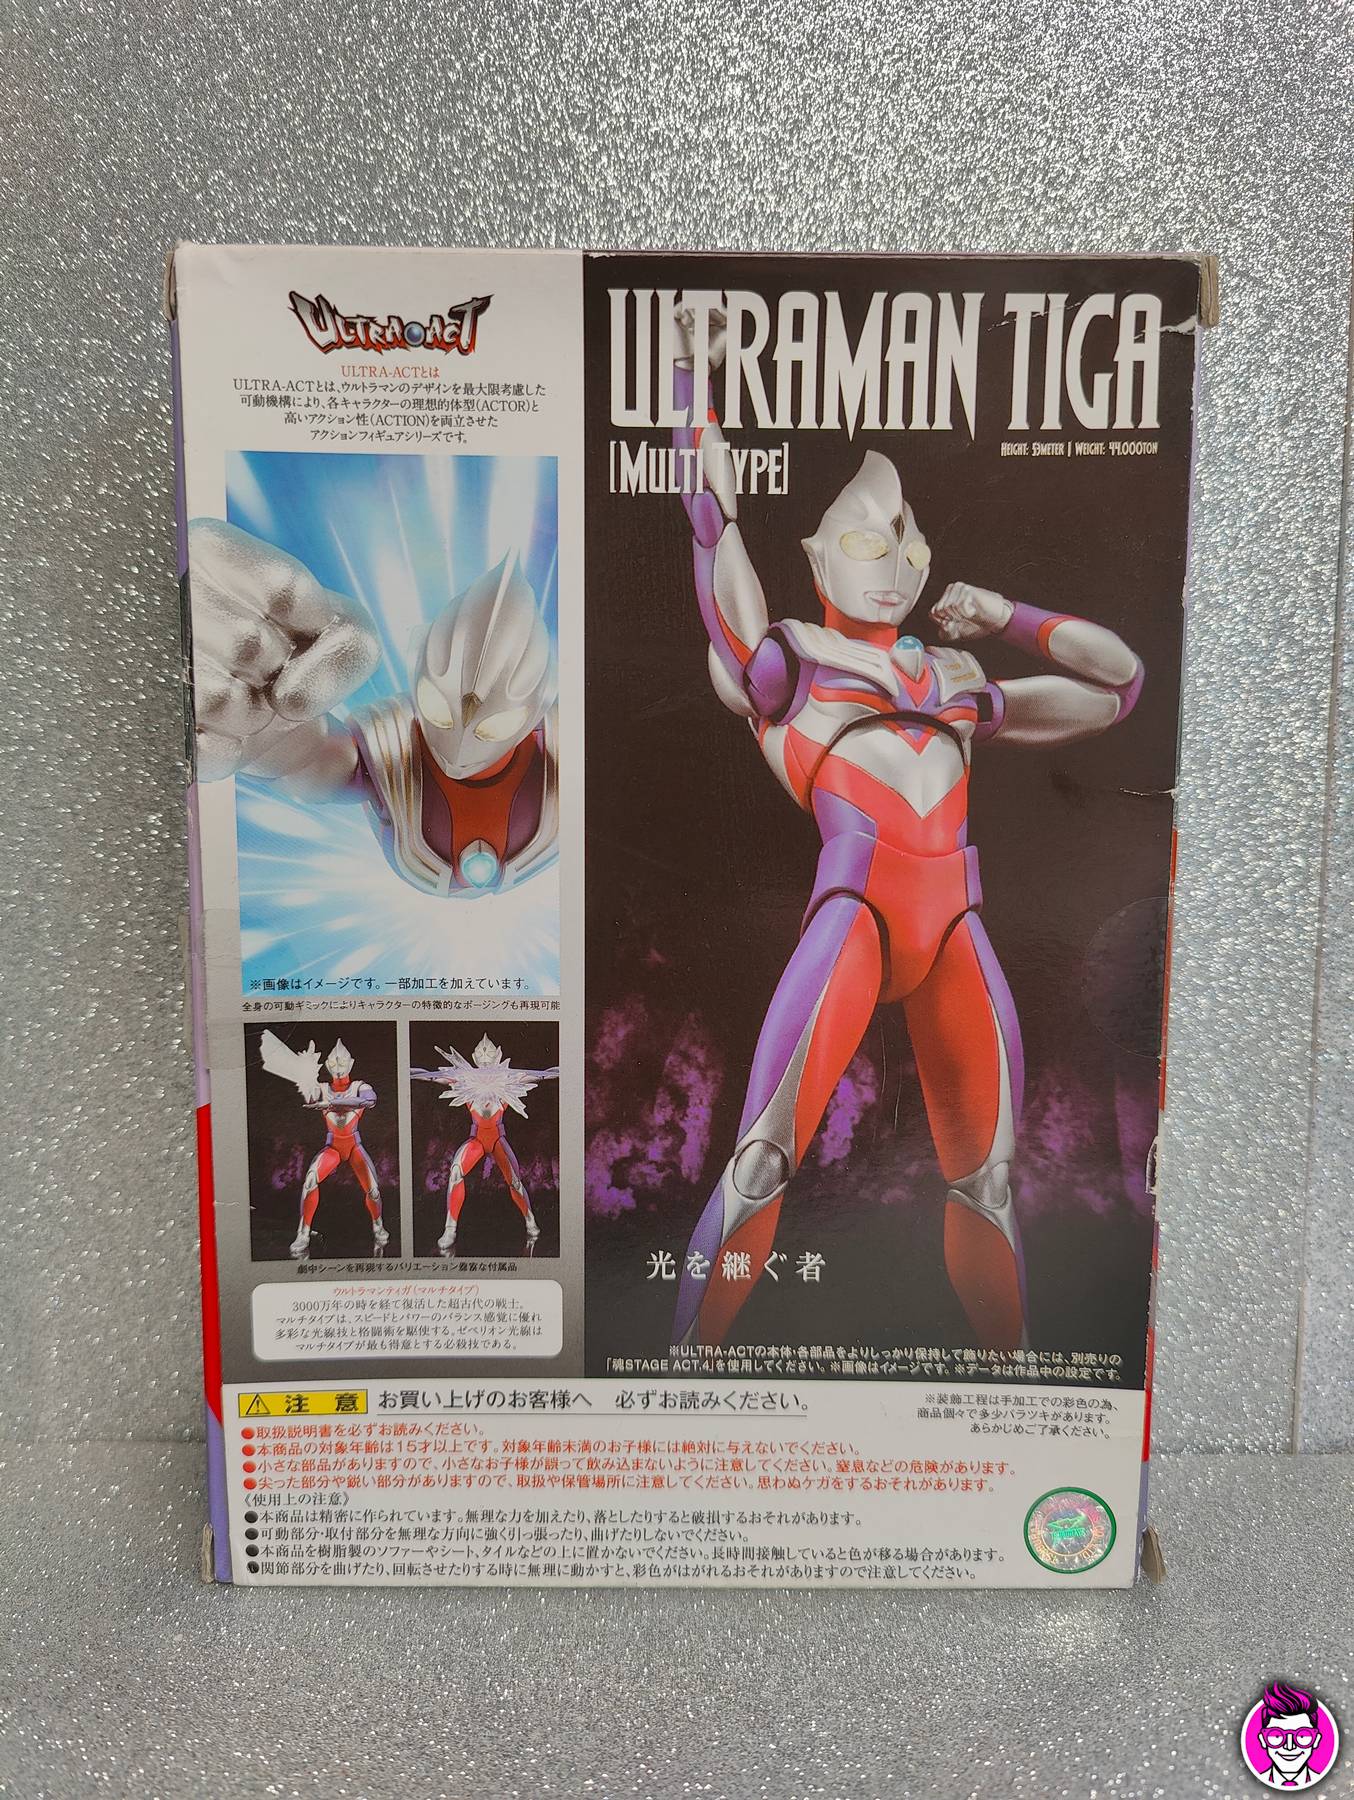 ULTRA-ACT
ULTRA-ACTとは
ULTRA-ACTとは、ウルトラマンのデザインを最大限考慮した
可動機構により、各キャラクターの理想的体型(ACTOR)と
高いアクション性(ACTION)を両立させた
アクションフィギュアシリーズです。
※画像はイメージです。一部加工を加えています。
全身の可動ギミックによりキャラクターの特徴的なポージングも再現可能
劇中シーンを再現するバリエーション豊富な付属品
ウルトラマンティガ(マルチタイプ)
3000万年の時を経て復活した超古代の戦士。
マルチタイプは、スピードとパワーのバランス感覚に優れ
多彩な光線技と格闘術を駆使する。ゼペリオン光線は
マルチタイプが最も得意とする必殺技である。
ULTRAMAN TIGA
[MULTI TYPE]
HEIGHT: 53METER | WEIGHT: 44.000TON
光を継ぐ者
※ULTRA-ACTの本体・各部品をよりしっかり保持して飾りたい場合には、別売りの
「魂STAGE ACT.4」を使用してください。※画像はイメージです。※データは作品中の設定です。
注意 お買い上げのお客様へ 必ずお読みください。
※装飾工程は手加工での彩色の為、
商品個々で多少バラツキがあります。
あらかじめご了承ください。
●取扱説明書を必ずお読みください。
●本商品の対象年齢は15才以上です。対象年齢未満のお子様には絶対に与えないでください。
●小さな部品がありますので、小さなお子様が誤って飲み込まないように注意してください。窒息などの危険があります。
●尖った部分や鋭い部分がありますので、取扱や保管場所に注意してください。思わぬケガをするおそれがあります。
《使用上の注意》
●本商品は精密に作られています。無理な力を加えたり、落としたりすると破損するおそれがあります。
●可動部分・取付部分を無理な方向に強く引っ張ったり、曲げたりしないでください。
●本商品を樹脂製のソファーやシート、タイルなどの上に置かないでください。長時間接触していると色が移る場合があります。
●関節部分を曲げたり、回転させたりする時に無理に動かすと、彩色がはがれるおそれがありますので注意してください。